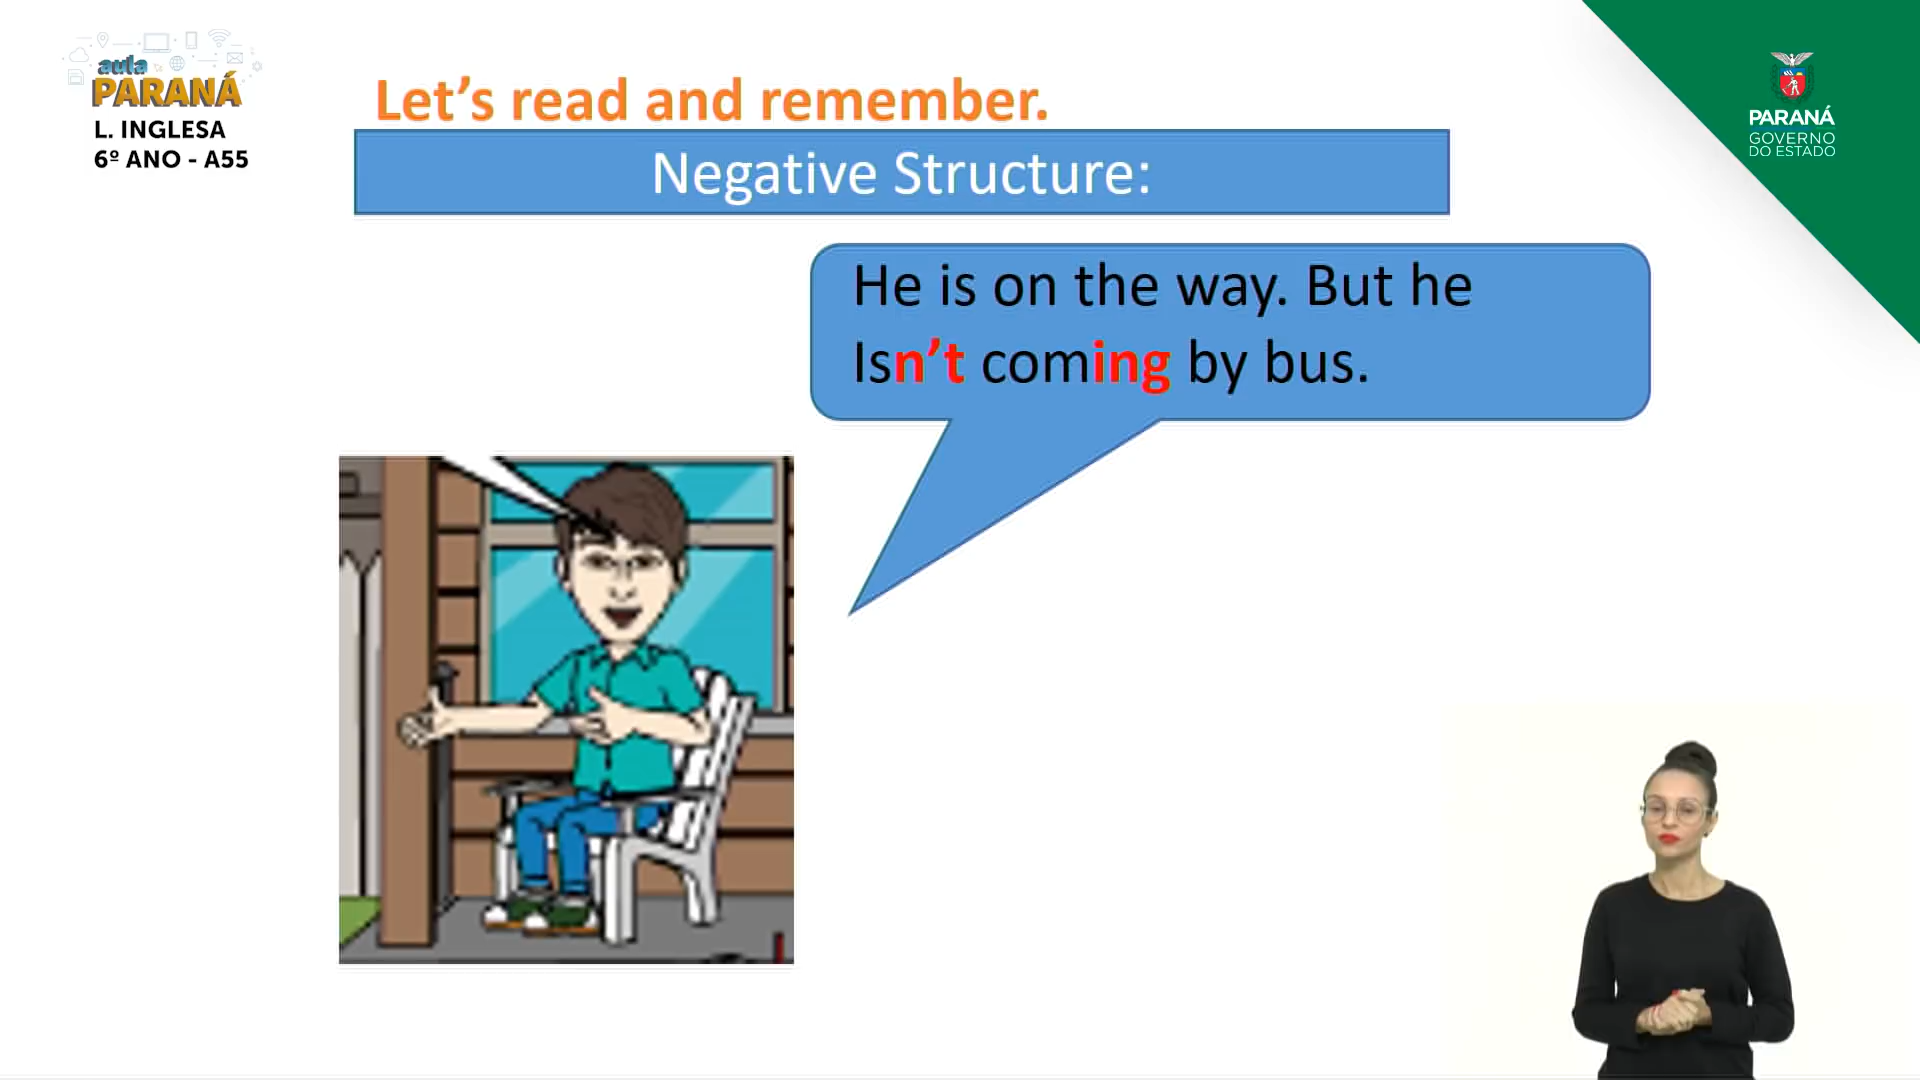 aula
PARANÁ
L. INGLESA
6º ANO - A55
Let's read and remember.
Negative Structure:
PARANÁ
GOVERNO
DO ESTADO
He is on the way. But he
Isn't coming by bus.